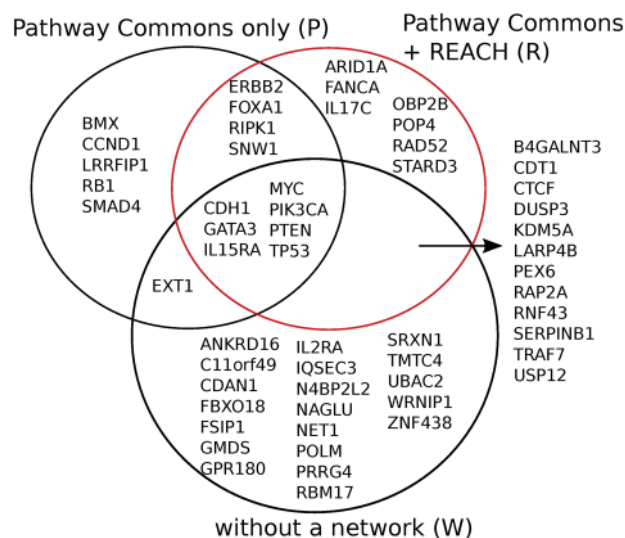 Pathway Commons only (P)
Pathway Commons
+ REACH (R)
BMX
CCND1
LRRFIP1
RB1
SMAD4
ERBB2
FOXA1
RIPK1
SNW1
ARID1A
FANCA
IL17C
OBP2B
POP4
RAD52
STARD3
CDH1
GATA3
IL15RA
MYC
PIK3CA
PTEN
TP53
EXT1
B4GALNT3
CDT1
CTCF
DUSP3
KDM5A
LARP4B
PEX6
RAP2A
RNF43
SERPINB1
TRAF7
USP12
ANKRD16
C11orf49
CDAN1
FBXO18
FSIP1
GMDS
GPR180
IL2RA
IQSEC3
N4BP2L2
NAGLU
NET1
POLM
PRRG4
RBM17
SRXN1
TMTC4
UBAC2
WRNIP1
ZNF438
without a network (W)